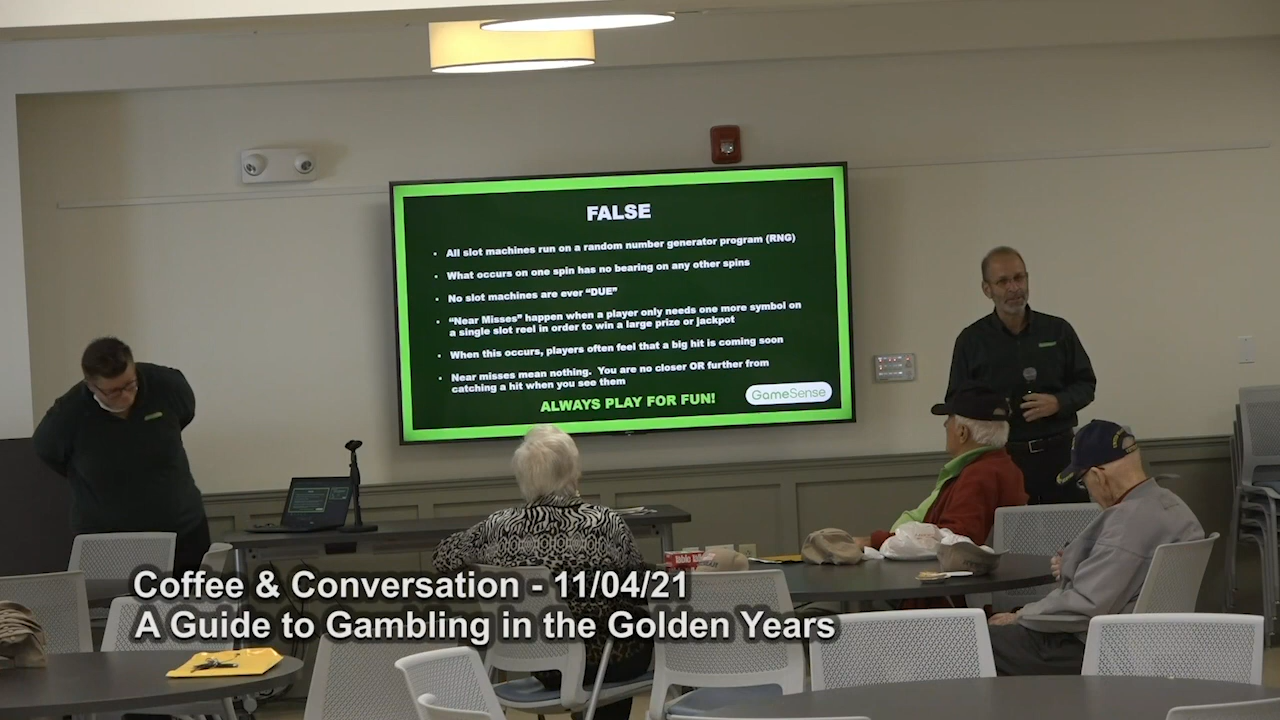 FALSE
• All slot machines run on a random number generator program (RNG)
• What occurs on one spin has no bearing on any other spins
• No slot machines are ever “DUE”
• “Near Misses” happen when a player only needs one more symbol on
a single slot reel in order to win a large prize or jackpot
• When this occurs, players often feel that a big hit is coming soon
• Near misses mean nothing. You are no closer OR further from
catching a hit when you see them
ALWAYS PLAY FOR FUN!
GameSense
Coffee & Conversation - 11/04/21
A Guide to Gambling in the Golden Years